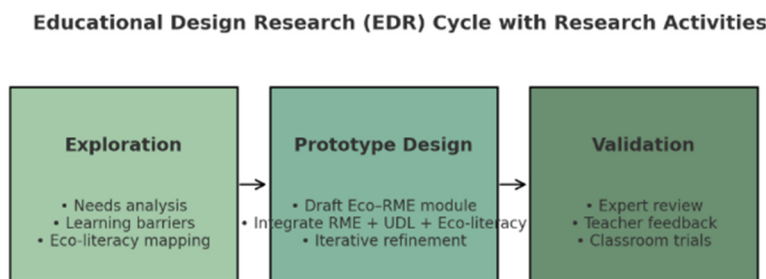 Educational Design Research (EDR) Cycle with Research Activities
Exploration
• Needs analysis
• Learning barriers
• Eco-literacy mapping
Prototype Design
• Draft Eco–RME module
• Integrate RME + UDL + Eco-literacy
• Iterative refinement
Validation
• Expert review
• Teacher feedback
• Classroom trials